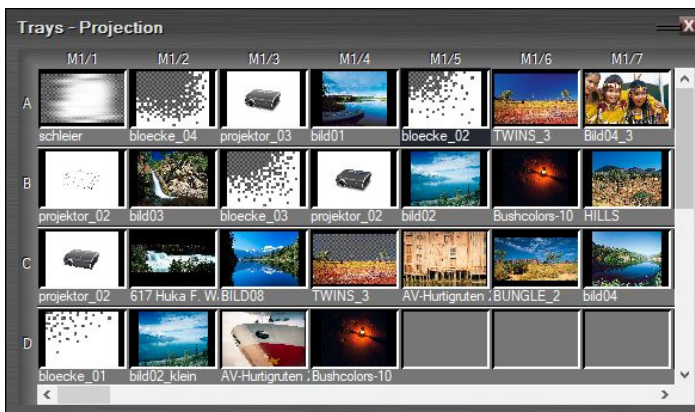 Trays - Projection
M1/1 M1/2 M1/3 M1/4 M1/5 M1/6 M1/7
A
schleier bloecke_04 projektor_03 bild01 bloecke_02 TWINS_3 Bild04_3
B
projektor_02 bild03 bloecke_03 projektor_02 bild02 Bushcolors-10 HILLS
C
projektor_02 617 Huka F. W BILD08 TWINS_3 AV-Hurtigruten BUNGLE_2 bild04
D
bloecke_01 bild02_klein AV-Hurtigruten Bushcolors-10